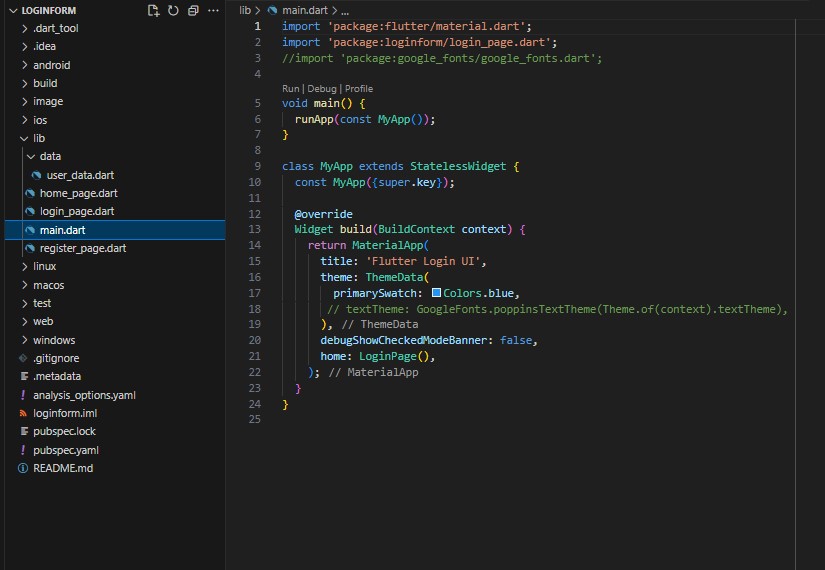 LOGINFORM
.dart_tool
.idea
android
build
image
ios
lib
data
user_data.dart
home_page.dart
login_page.dart
main.dart
register_page.dart
linux
macos
test
web
windows
.gitignore
.metadata
analysis_options.yaml
loginform.iml
pubspec.lock
pubspec.yaml
README.md
lib > main.dart > ...
1 import 'package:flutter/material.dart';
2 import 'package:loginform/login_page.dart';
3 //import 'package:google_fonts/google_fonts.dart';
4
Run | Debug | Profile
5 void main() {
6 runApp(const MyApp());
7 }
8
9 class MyApp extends StatelessWidget {
10 const MyApp({super.key});
11
12 @override
13 Widget build(BuildContext context) {
14 return MaterialApp(
15 title: 'Flutter Login UI',
16 theme: ThemeData(
17 primarySwatch: Colors.blue,
18 // textTheme: GoogleFonts.poppinsTextTheme(Theme.of(context).textTheme),
19 ), // ThemeData
20 debugShowCheckedModeBanner: false,
21 home: LoginPage(),
22 ); // MaterialApp
23 }
24 }
25